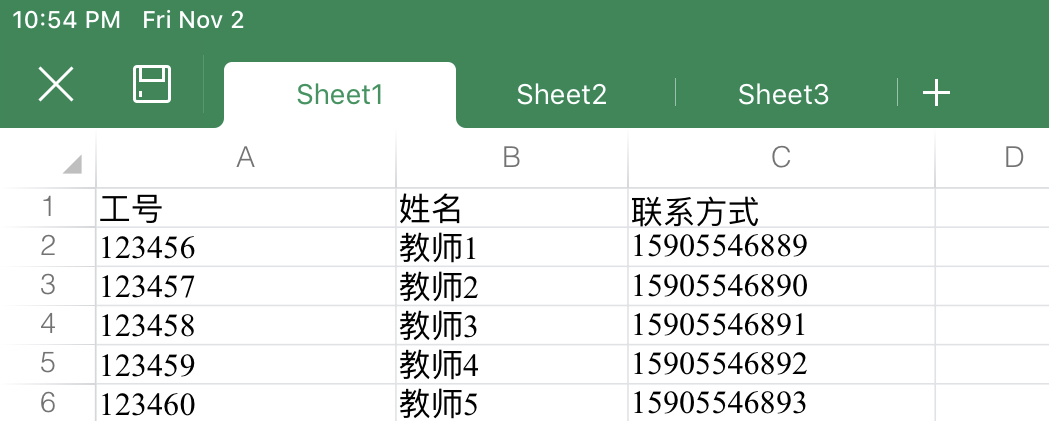 10:54 PM Fri Nov 2
Sheet1 Sheet2 Sheet3
A B C D
1 工号 姓名 联系方式
2 123456 教师1 15905546889
3 123457 教师2 15905546890
4 123458 教师3 15905546891
5 123459 教师4 15905546892
6 123460 教师5 15905546893